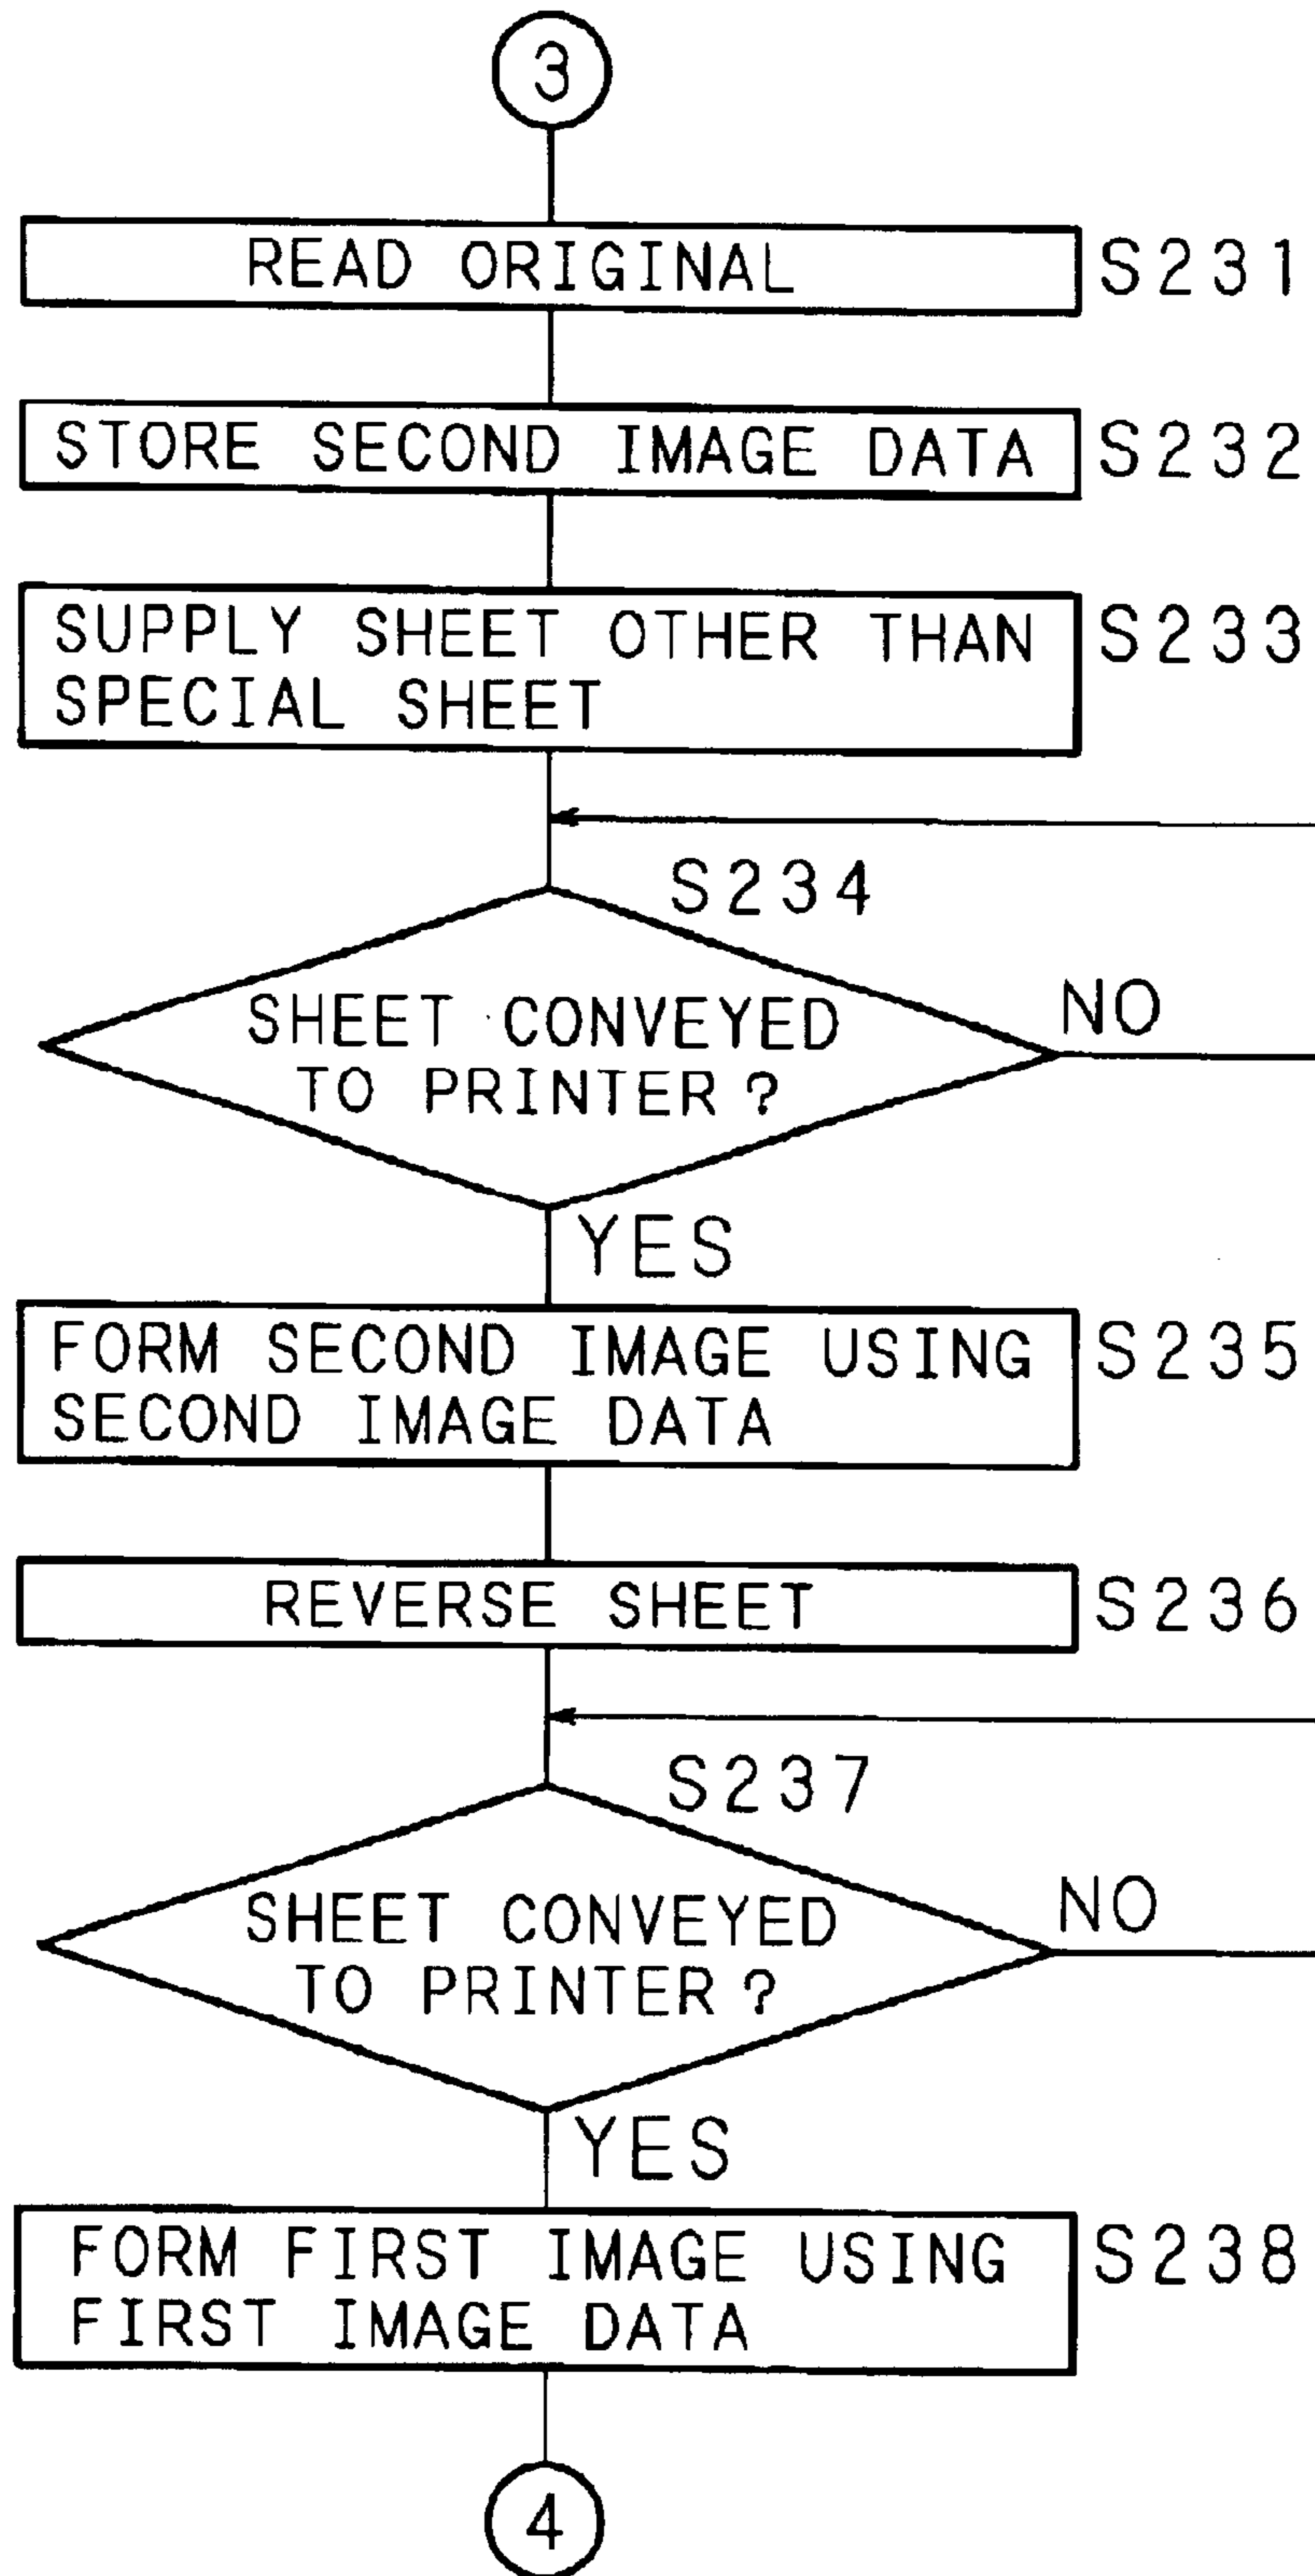 3
READ ORIGINAL S231
STORE SECOND IMAGE DATA S232
SUPPLY SHEET OTHER THAN S233
SPECIAL SHEET
S234
SHEET CONVEYED NO
TO PRINTER?
YES
FORM SECOND IMAGE USING S235
SECOND IMAGE DATA
REVERSE SHEET S236
S237
SHEET CONVEYED NO
TO PRINTER?
YES
FORM FIRST IMAGE USING S238
FIRST IMAGE DATA
4